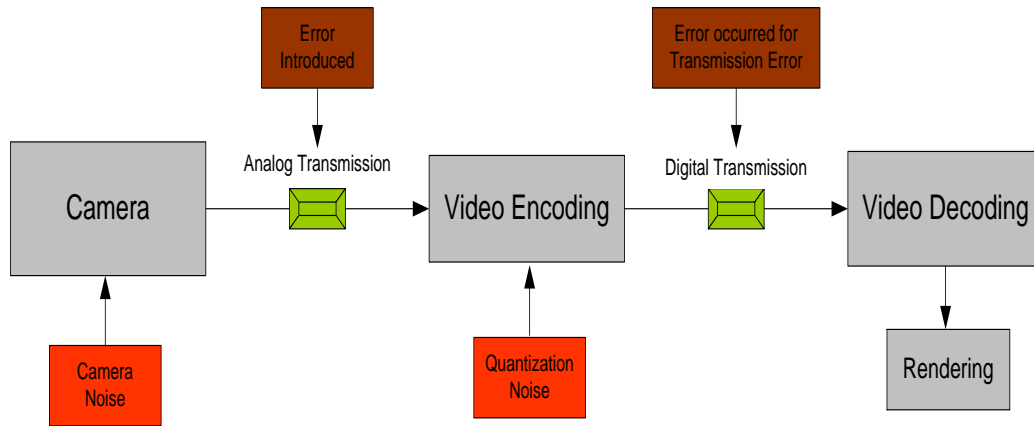 Error
Introduced
Error occurred for
Transmission Error
Analog Transmission
Digital Transmission
Camera
Video Encoding
Video Decoding
Camera
Noise
Quantization
Noise
Rendering